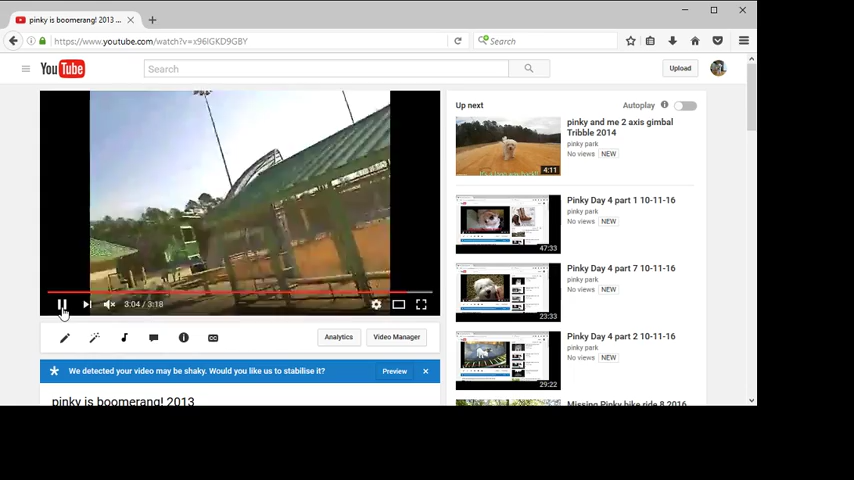 pinky is boomerang! 2013 ...
https://www.youtube.com/watch?v=x96IGKD9GBY
Search
YouTube
Search
Upload
Up next
Autoplay
pinky and me 2 axis gimbal
Tribble 2014
pinky park
No views NEW
4:11
Pinky Day 4 part 1 10-11-16
pinky park
No views NEW
47:33
Pinky Day 4 part 7 10-11-16
pinky park
No views NEW
23:33
Pinky Day 4 part 2 10-11-16
pinky park
No views NEW
29:22
Missing Pinky bike ride 8 2016
3:04 / 3:18
Analytics
Video Manager
We detected your video may be shaky. Would you like us to stabilise it?
Preview
pinky is boomerang! 2013